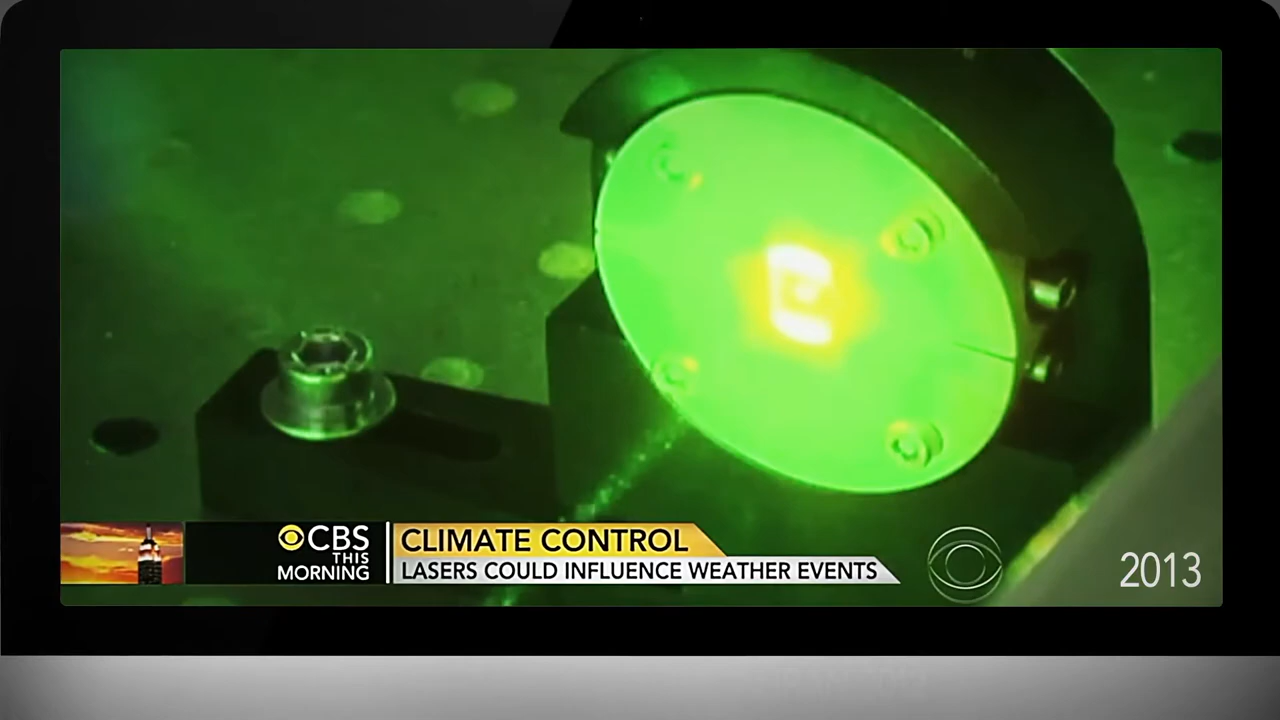 CBS
THIS
MORNING
CLIMATE CONTROL
LASERS COULD INFLUENCE WEATHER EVENTS
2013